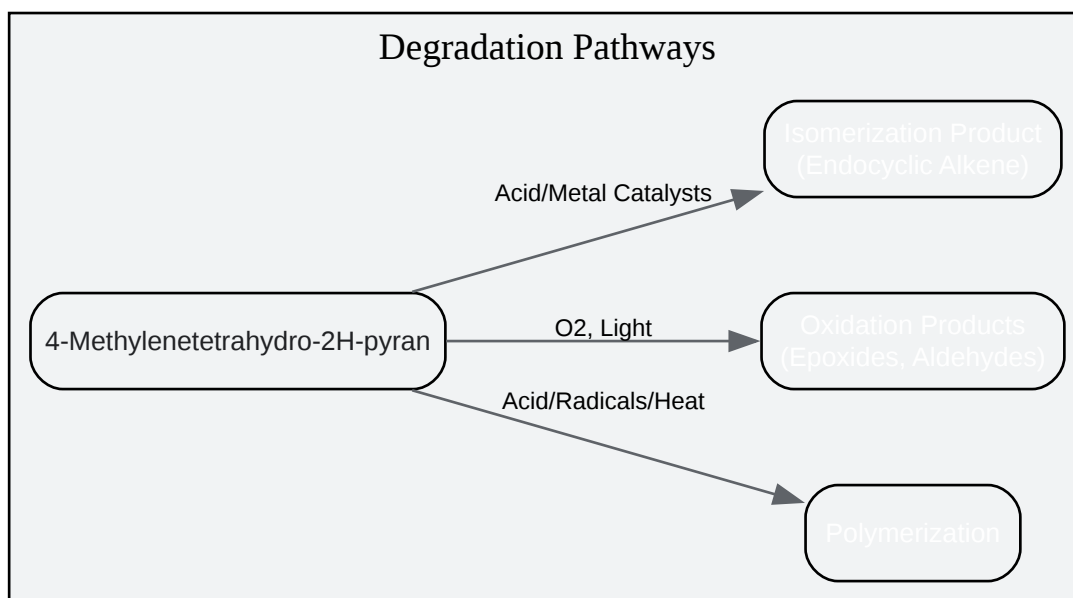 Degradation Pathways
Isomerization Product
(Endocyclic Alkene)
Acid/Metal Catalysts
4-Methylenetetrahydro-2H-pyran
O2, Light
Oxidation Products
(Epoxides, Aldehydes)
Acid/Radicals/Heat
Polymerization